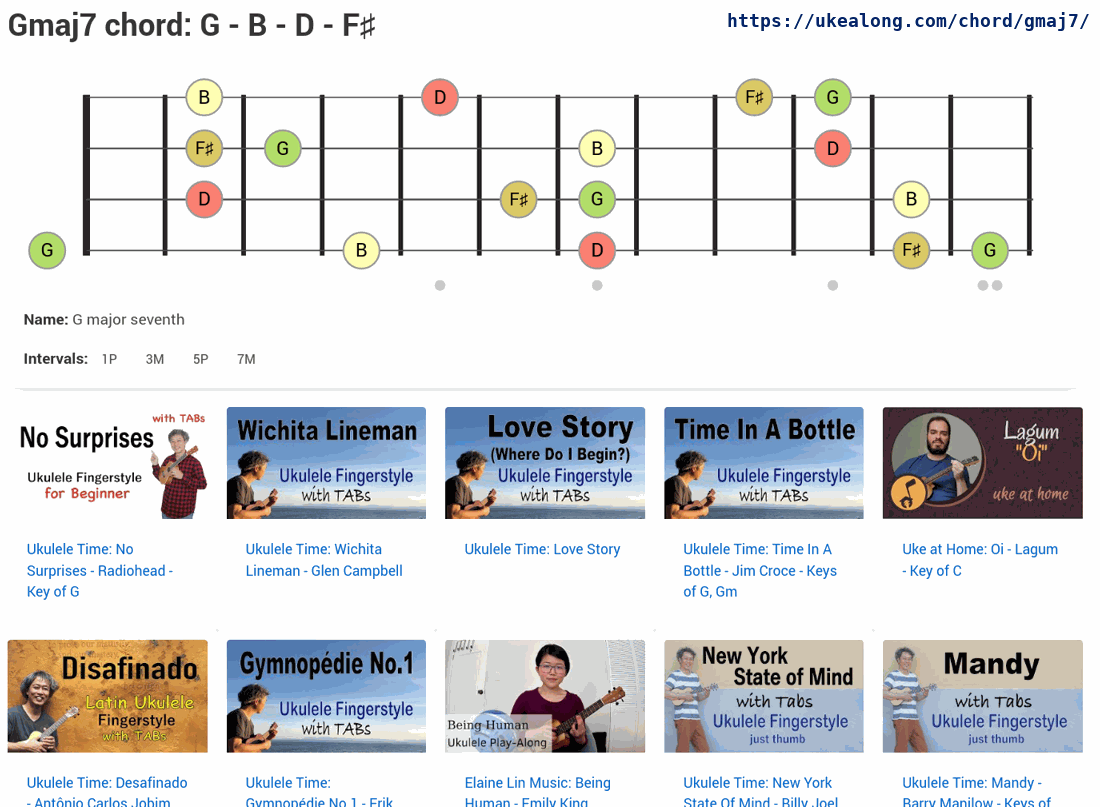 Gmaj7 chord: G - B - D - F♯
https://ukealong.com/chord/gmaj7/
B D F♯ G
F♯ G B D
D F♯ G B
G B D F♯ G
Name: G major seventh
Intervals: 1P 3M 5P 7M
with TABs
No Surprises
Ukulele Fingerstyle
for Beginner
Wichita Lineman
Ukulele Fingerstyle
with TABs
Love Story
(Where Do I Begin?)
Ukulele Fingerstyle
with TABs
Time In A Bottle
Ukulele Fingerstyle
with TABs
Lagum
"Oi"
uke at home
Ukulele Time: No
Surprises - Radiohead -
Key of G
Ukulele Time: Wichita
Lineman - Glen Campbell
Ukulele Time: Love Story
Ukulele Time: Time In A
Bottle - Jim Croce - Keys
of G, Gm
Uke at Home: Oi - Lagum
- Key of C
Disafinado
Latin Ukulele
Fingerstyle
with TABs
Gymnopédie No.1
Ukulele Fingerstyle
with TABs
Being Human
Ukulele Play-Along
New York
State of Mind
with Tabs
Ukulele Fingerstyle
just thumb
Mandy
with Tabs
Ukulele Fingerstyle
just thumb
Ukulele Time: Desafinado
- Antônio Carlos Jobim
Ukulele Time:
Gymnopédie No 1 - Erik
Elaine Lin Music: Being
Human - Emily King
Ukulele Time: New York
State Of Mind - Billy Joel
Ukulele Time: Mandy -
Barry Manilow - Keys of